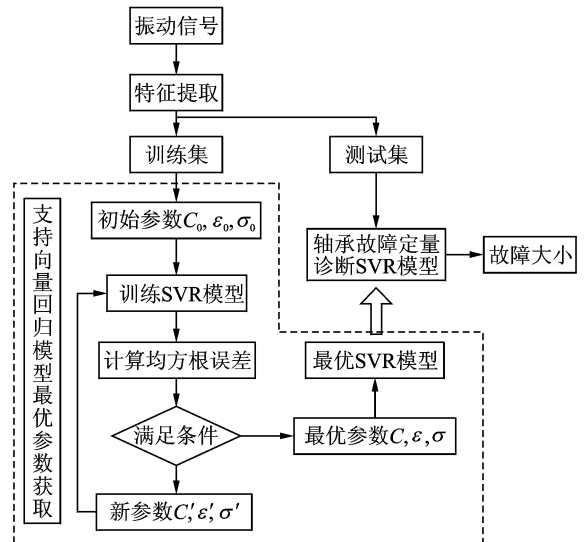 振动信号
特征提取
训练集
测试集
支持向量回归模型最优参数获取
初始参数C₀, ε₀, σ₀
轴承故障定量
诊断SVR模型
故障大小
训练SVR模型
计算均方根误差
最优SVR模型
满足条件
最优参数C, ε, σ
新参数C′, ε′, σ′